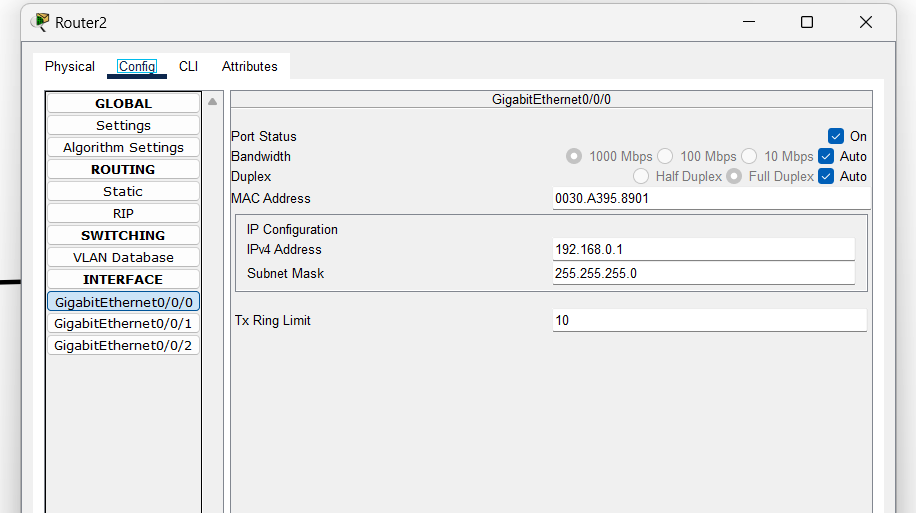 Router2
Physical Config CLI Attributes
GLOBAL
Settings
Algorithm Settings
ROUTING
Static
RIP
SWITCHING
VLAN Database
INTERFACE
GigabitEthernet0/0/0
GigabitEthernet0/0/1
GigabitEthernet0/0/2
GigabitEthernet0/0/0
Port Status On
Bandwidth 1000 Mbps 100 Mbps 10 Mbps Auto
Duplex Half Duplex Full Duplex Auto
MAC Address 0030.A395.8901
IP Configuration
IPv4 Address 192.168.0.1
Subnet Mask 255.255.255.0
Tx Ring Limit 10